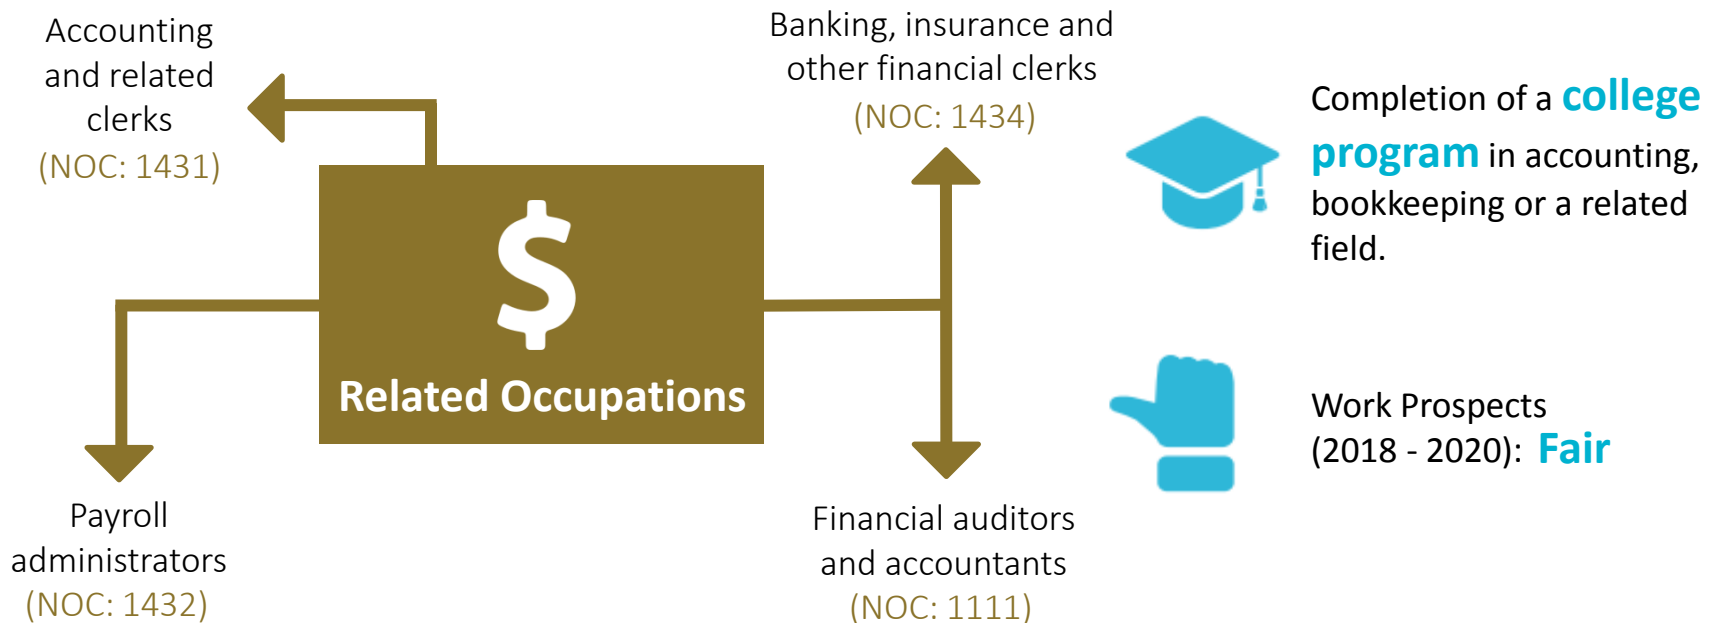 Accounting
and related
clerks
(NOC: 1431)
Banking, insurance and
other financial clerks
(NOC: 1434)
$
Related Occupations
Payroll
administrators
(NOC: 1432)
Financial auditors
and accountants
(NOC: 1111)
Completion of a college
program in accounting,
bookkeeping or a related
field.
Work Prospects
(2018 - 2020): Fair